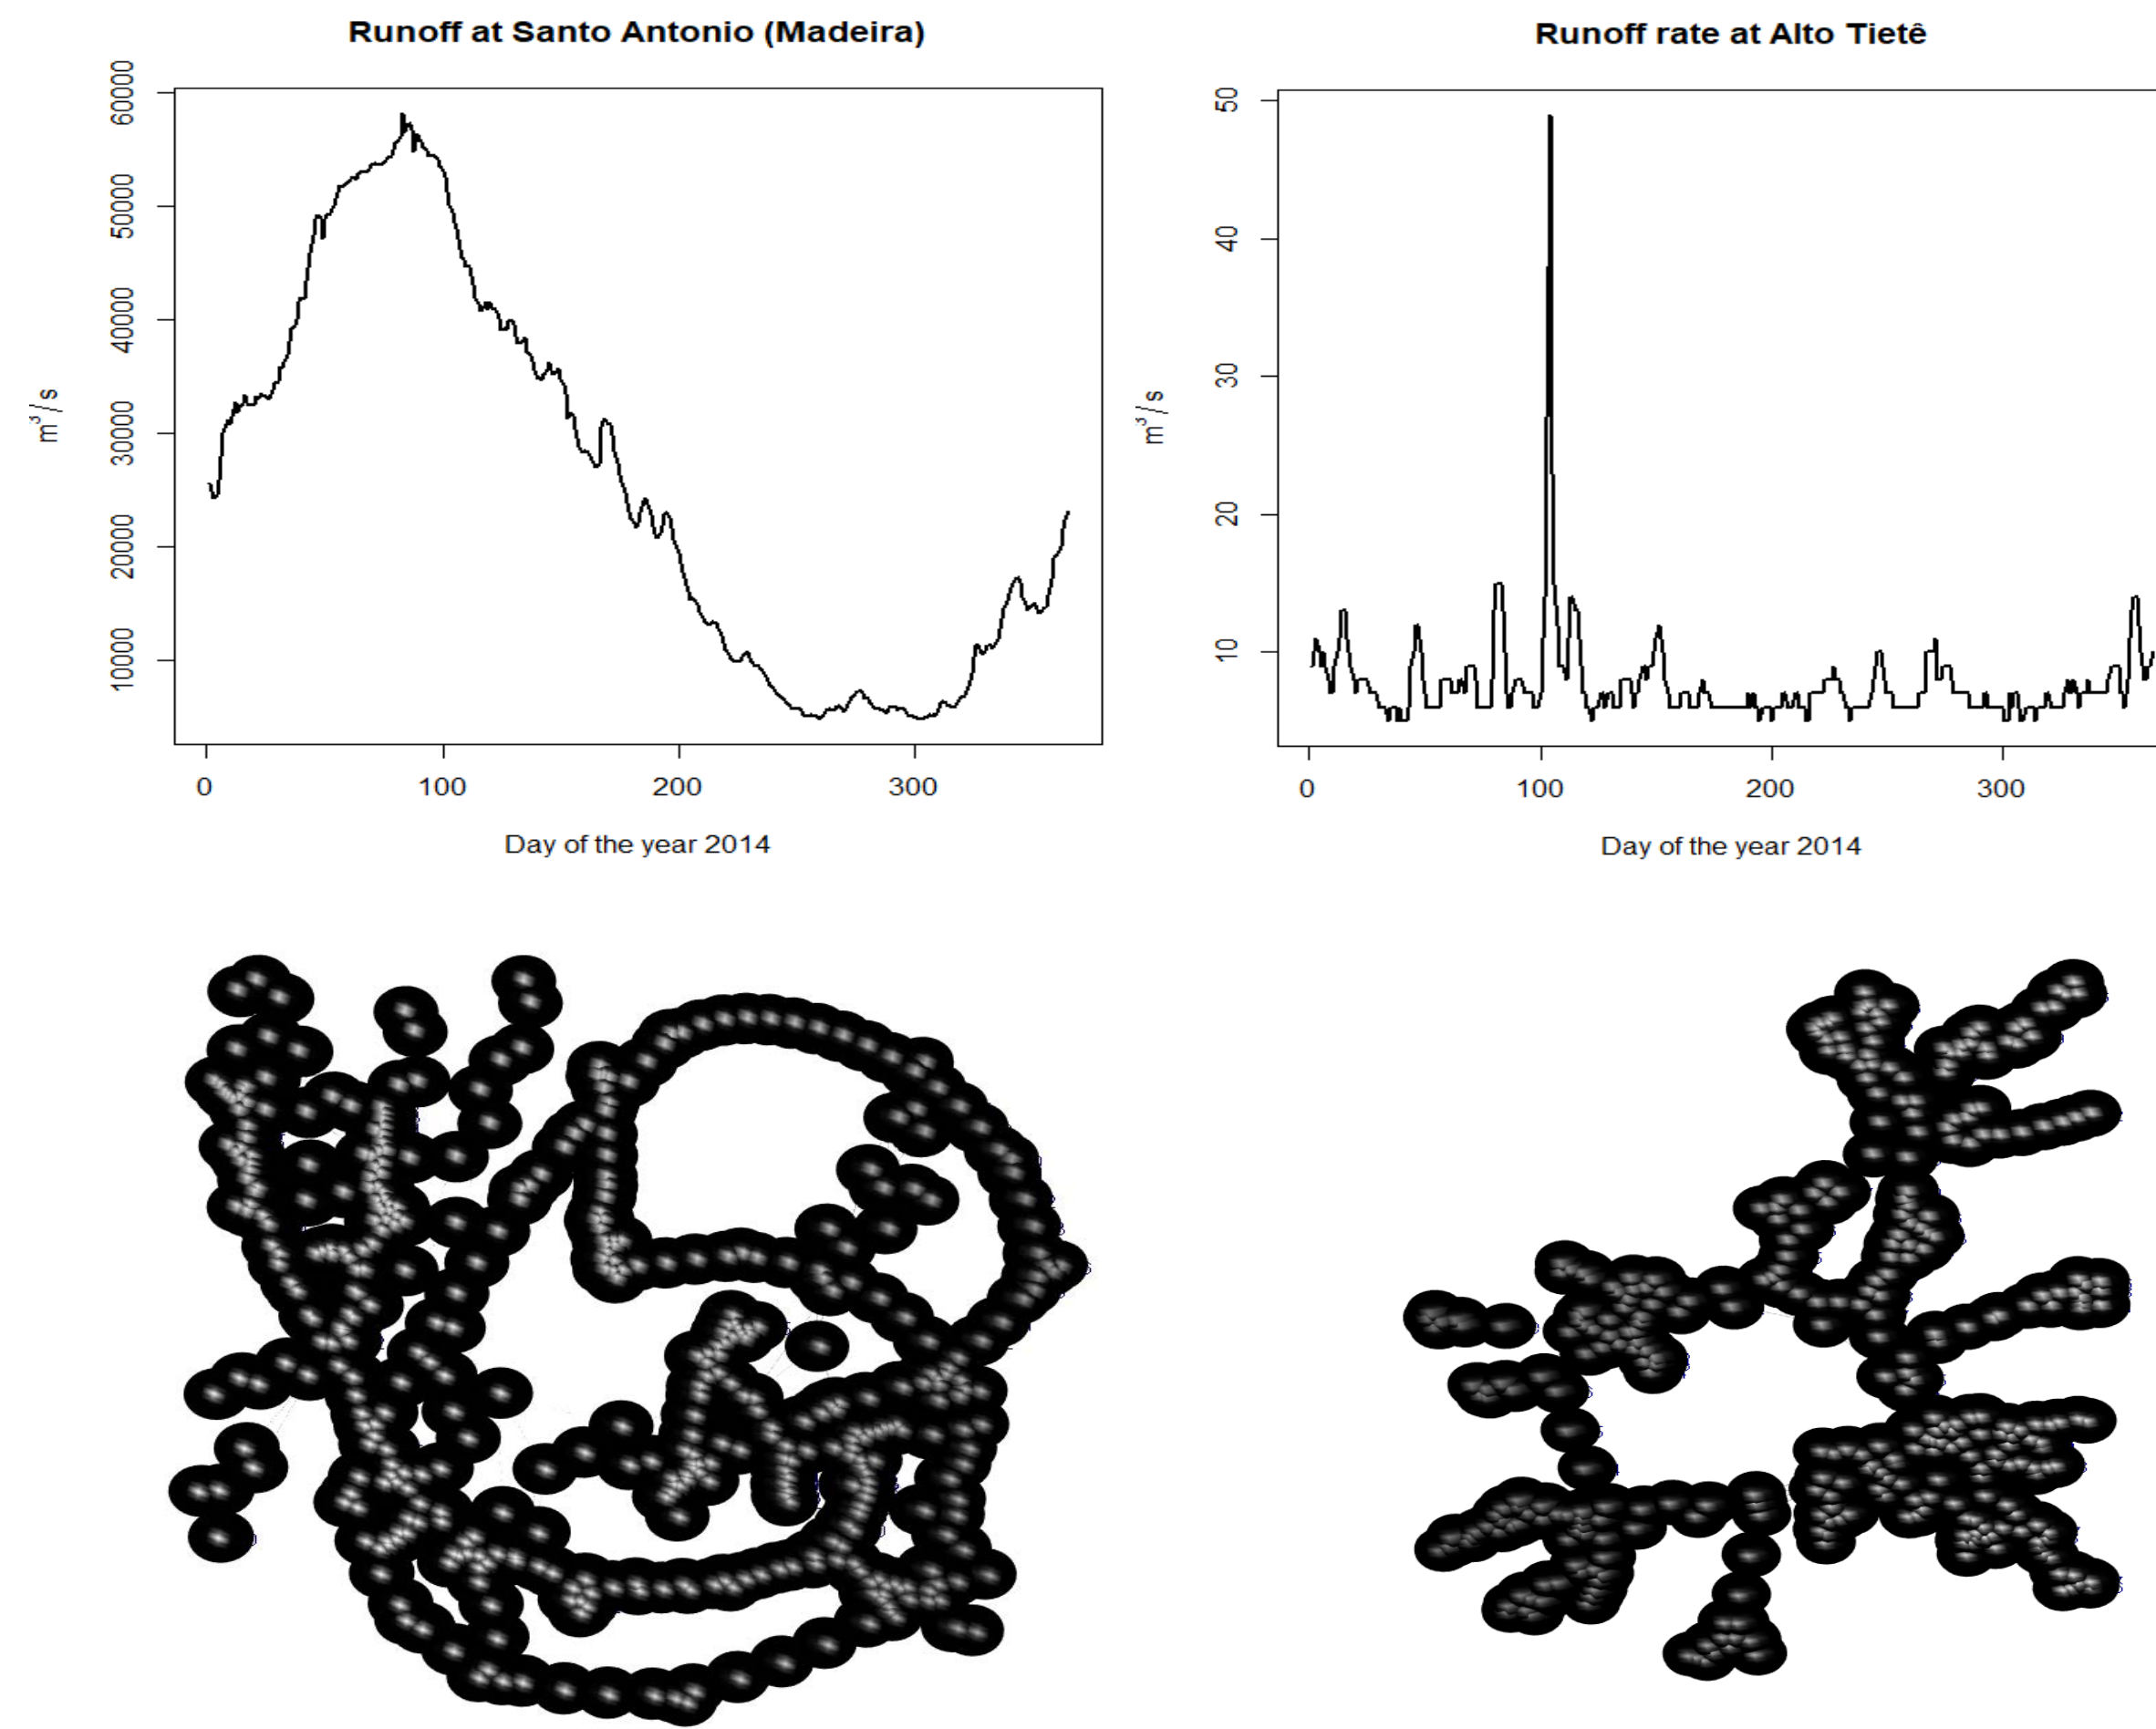 Runoff at Santo Antonio (Madeira)
60000
50000
40000
30000
20000
10000
m³/s
0 100 200 300
Day of the year 2014
Runoff rate at Alto Tietê
50
40
30
20
10
m³/s
0 100 200 300
Day of the year 2014